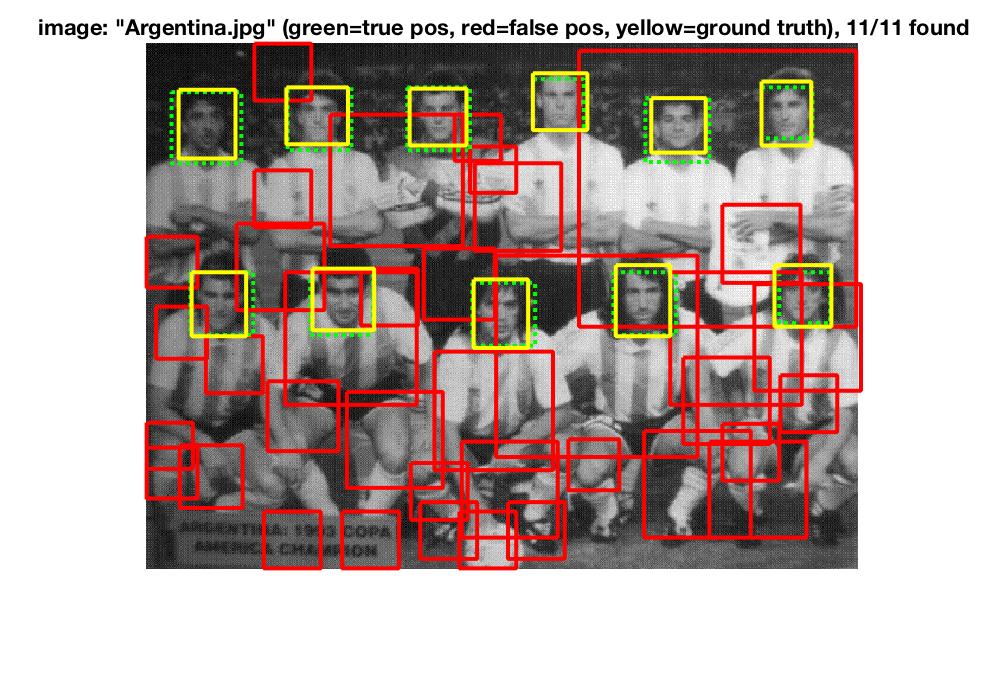 image: "Argentina.jpg" (green=true pos, red=false pos, yellow=ground truth), 11/11 found
ARGENTINA: 1993 COPA
AMERICA CHAMPION